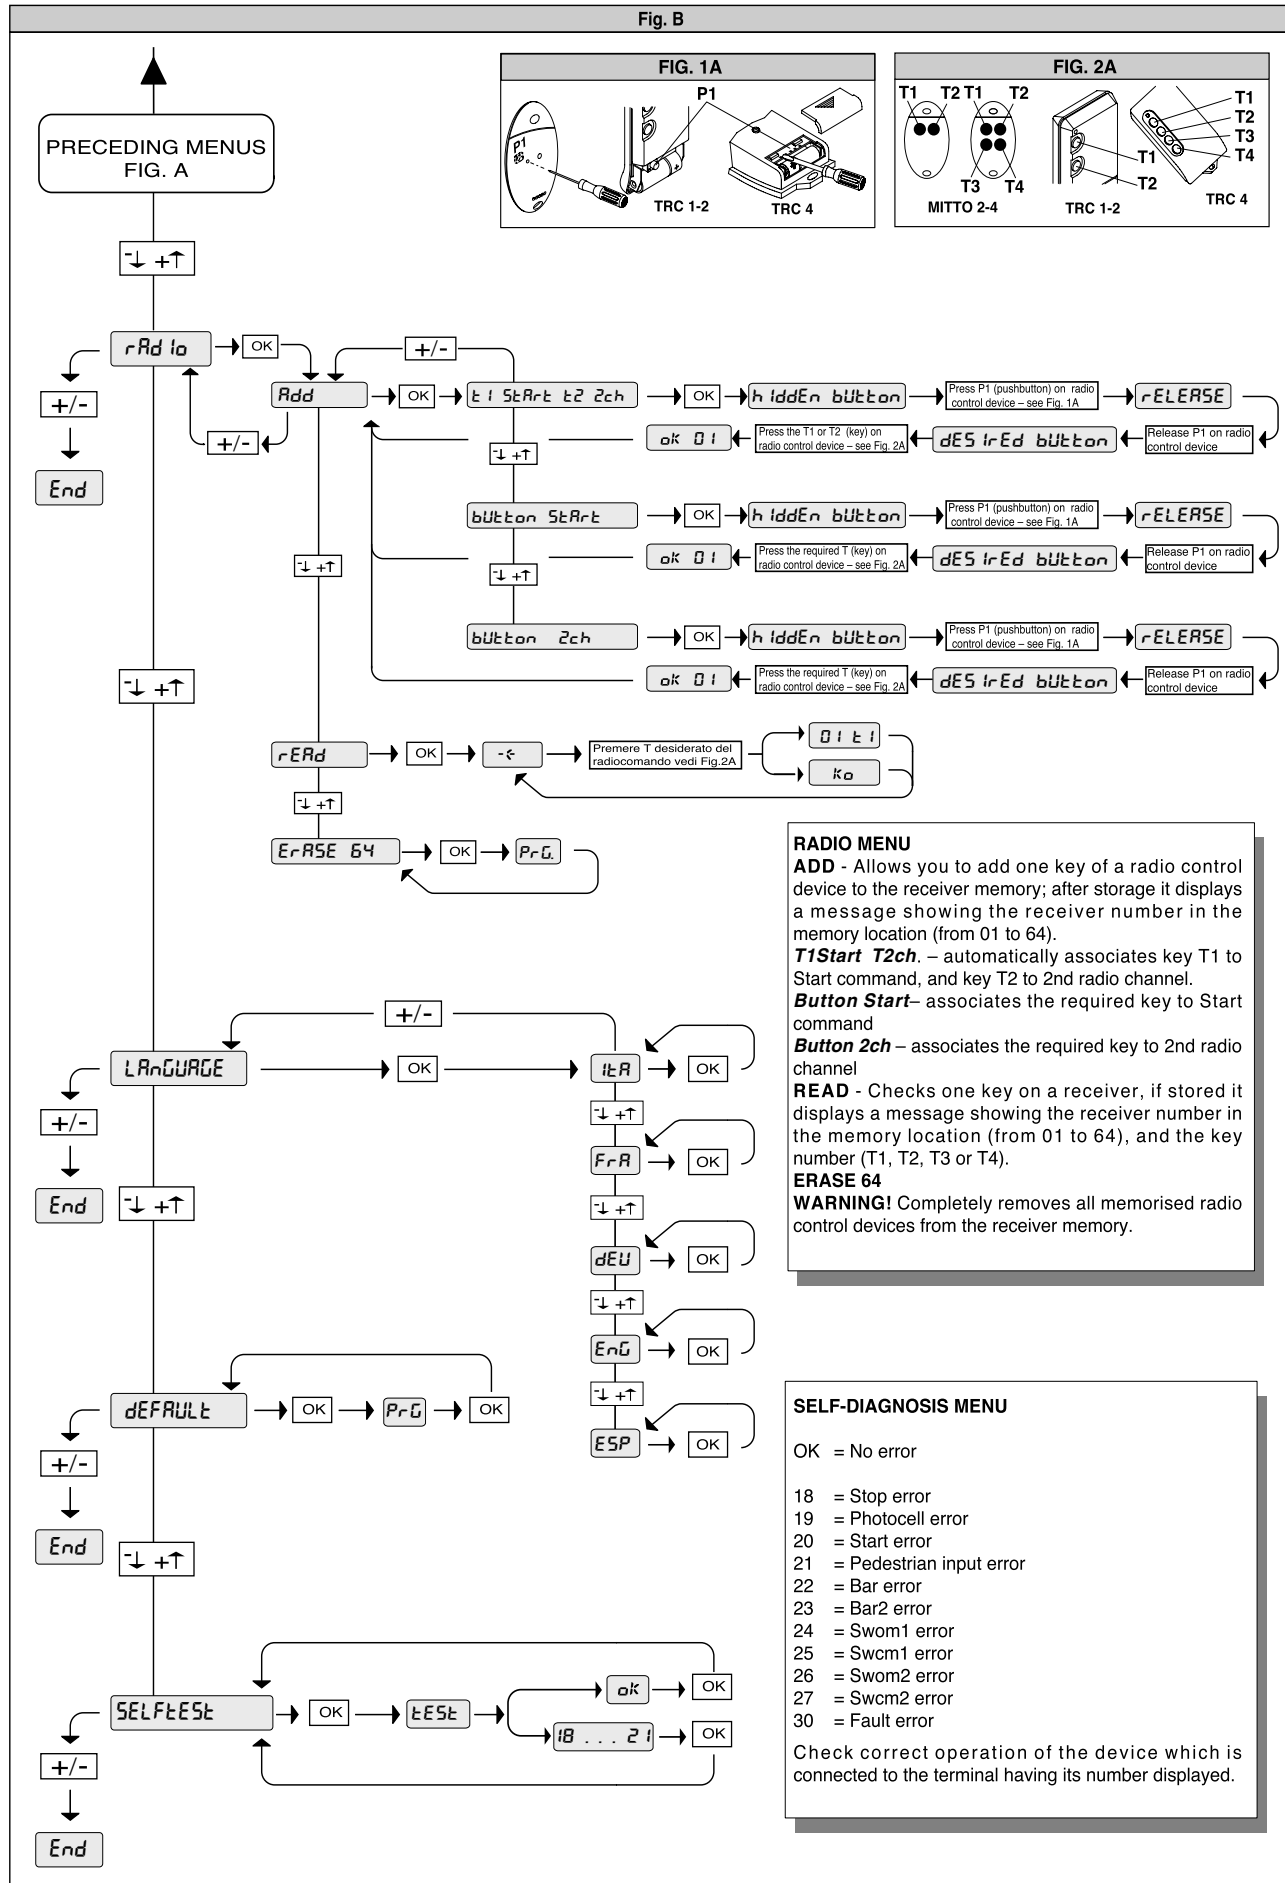 Fig. B
PRECEDING MENUS
FIG. A
FIG. 1A
P1
P1
TRC 1-2
TRC 4
FIG. 2A
T1 T2 T1 T2
T3 T4
MITTO 2-4
T1
T2
TRC 1-2
T1
T2
T3
T4
TRC 4
-↓ +↑
rAdIo
OK
+/-
End
+/-
+/-
Add
OK
t1 StArt t2 2ch
OK
hIddEn bUtton
Press P1 (pushbutton) on radio
control device – see Fig. 1A
rELEASE
Release P1 on radio
control device
dESIrEd bUtton
Press the T1 or T2 (key) on
radio control device – see Fig. 2A
oK 01
-↓ +↑
bUtton StArt
OK
hIddEn bUtton
Press P1 (pushbutton) on radio
control device – see Fig. 1A
rELEASE
Release P1 on radio
control device
dESIrEd bUtton
Press the required T (key) on
radio control device – see Fig. 2A
oK 01
-↓ +↑
bUtton 2ch
OK
hIddEn bUtton
Press P1 (pushbutton) on radio
control device – see Fig. 1A
rELEASE
Release P1 on radio
control device
dESIrEd bUtton
Press the required T (key) on
radio control device – see Fig. 2A
oK 01
-↓ +↑
-↓ +↑
rEAd
OK
Premere T desiderato del
radiocomando vedi Fig.2A
01 t1
Ko
-↓ +↑
ErASE 64
OK
PrG.
RADIO MENU
ADD - Allows you to add one key of a radio control
device to the receiver memory; after storage it displays
a message showing the receiver number in the
memory location (from 01 to 64).
T1Start T2ch. – automatically associates key T1 to
Start command, and key T2 to 2nd radio channel.
Button Start– associates the required key to Start
command
Button 2ch – associates the required key to 2nd radio
channel
READ - Checks one key on a receiver, if stored it
displays a message showing the receiver number in
the memory location (from 01 to 64), and the key
number (T1, T2, T3 or T4).
ERASE 64
WARNING! Completely removes all memorised radio
control devices from the receiver memory.
+/-
LAnGUAGE
OK
ItA
OK
+/-
End
-↓ +↑
-↓ +↑
FrA
OK
-↓ +↑
dEU
OK
-↓ +↑
EnG
OK
-↓ +↑
ESP
OK
dEFAULt
OK
PrG
OK
+/-
End
-↓ +↑
SELFtESt
OK
tESt
oK
OK
18 . . . 21
OK
+/-
End
SELF-DIAGNOSIS MENU
OK = No error
18 = Stop error
19 = Photocell error
20 = Start error
21 = Pedestrian input error
22 = Bar error
23 = Bar2 error
24 = Swom1 error
25 = Swcm1 error
26 = Swom2 error
27 = Swcm2 error
30 = Fault error
Check correct operation of the device which is
connected to the terminal having its number displayed.